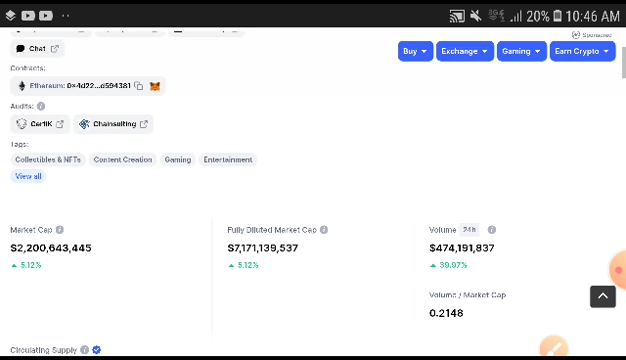 20% 10:46 AM
Sponsored
Chat
Buy Exchange Gaming Earn Crypto
Contracts:
Ethereum: 0x4d22...d594381
Audits:
CertiK Chainsulting
Tags:
Collectibles & NFTs Content Creation Gaming Entertainment
View all
Market Cap Fully Diluted Market Cap Volume 24h
$2,200,643,445 $7,171,139,537 $474,191,837
5.12% 5.12% 39.97%
Volume / Market Cap
0.2148
Circulating Supply